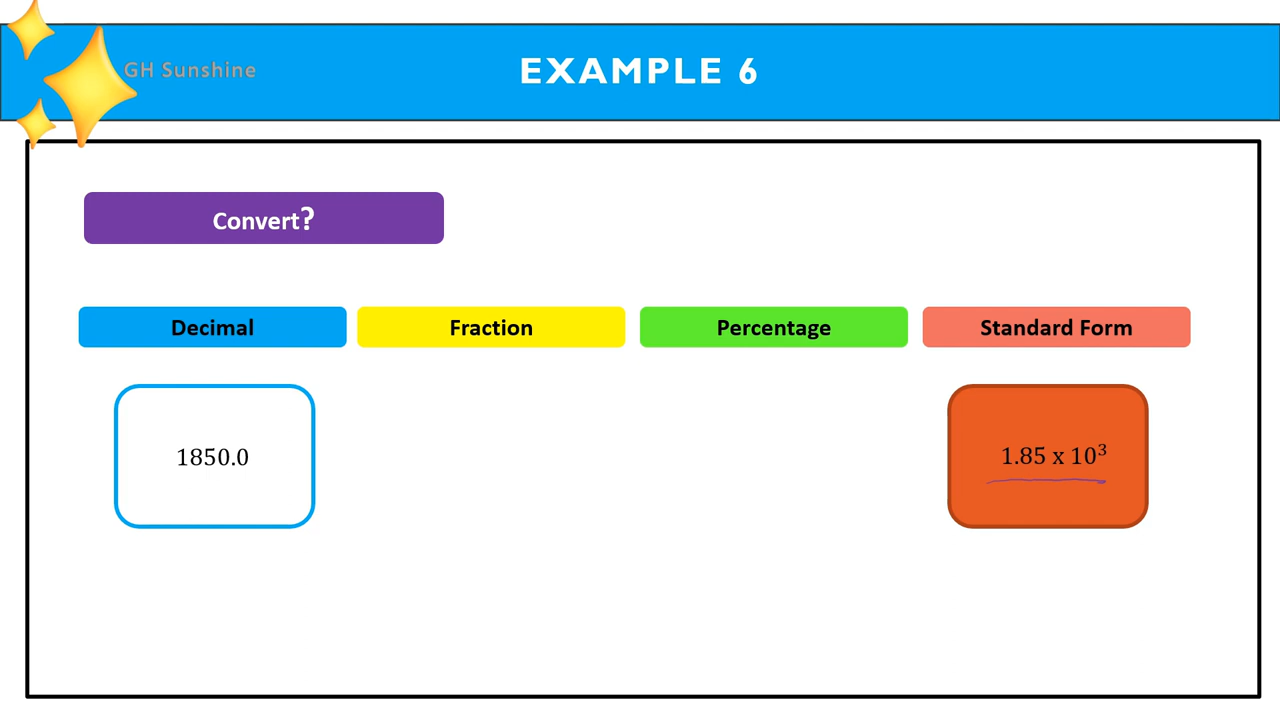 GH Sunshine
EXAMPLE 6
Convert?
Decimal Fraction Percentage Standard Form
1850.0 1.85 x 10³